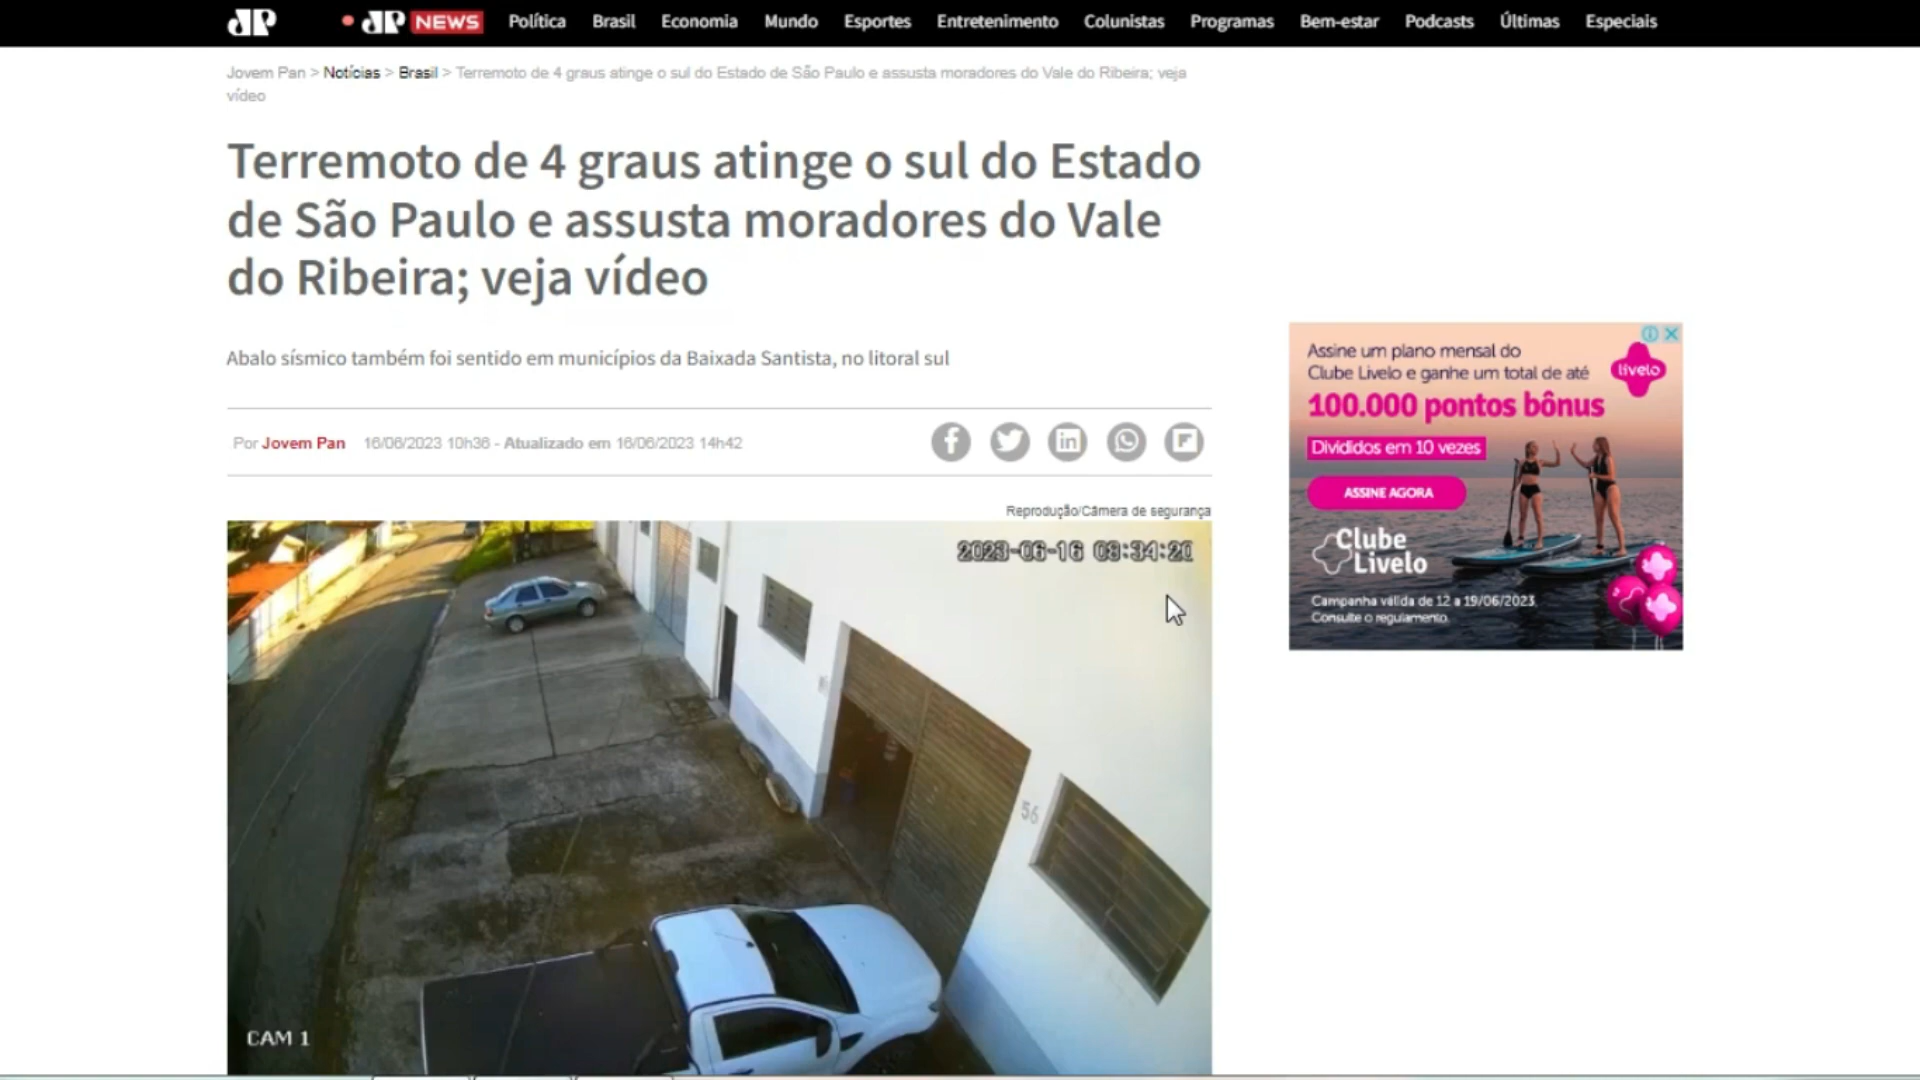 JP
JP NEWS Política Brasil Economia Mundo Esportes Entretenimento Colunistas Programas Bem-estar Podcasts Últimas Especiais
Jovem Pan > Notícias > Brasil > Terremoto de 4 graus atinge o sul do Estado de São Paulo e assusta moradores do Vale do Ribeira; veja
vídeo
Terremoto de 4 graus atinge o sul do Estado
de São Paulo e assusta moradores do Vale
do Ribeira; veja vídeo
Abalo sísmico também foi sentido em municípios da Baixada Santista, no litoral sul
Por Jovem Pan 16/06/2023 10h36 - Atualizado em 16/06/2023 14h42
Reprodução/Câmera de segurança
2023-06-16 08:34:20
56
CAM 1
Assine um plano mensal do
Clube Livelo e ganhe um total de até
livelo
100.000 pontos bônus
Divididos em 10 vezes
ASSINE AGORA
Clube
Livelo
Campanha válida de 12 a 19/06/2023.
Consulte o regulamento.